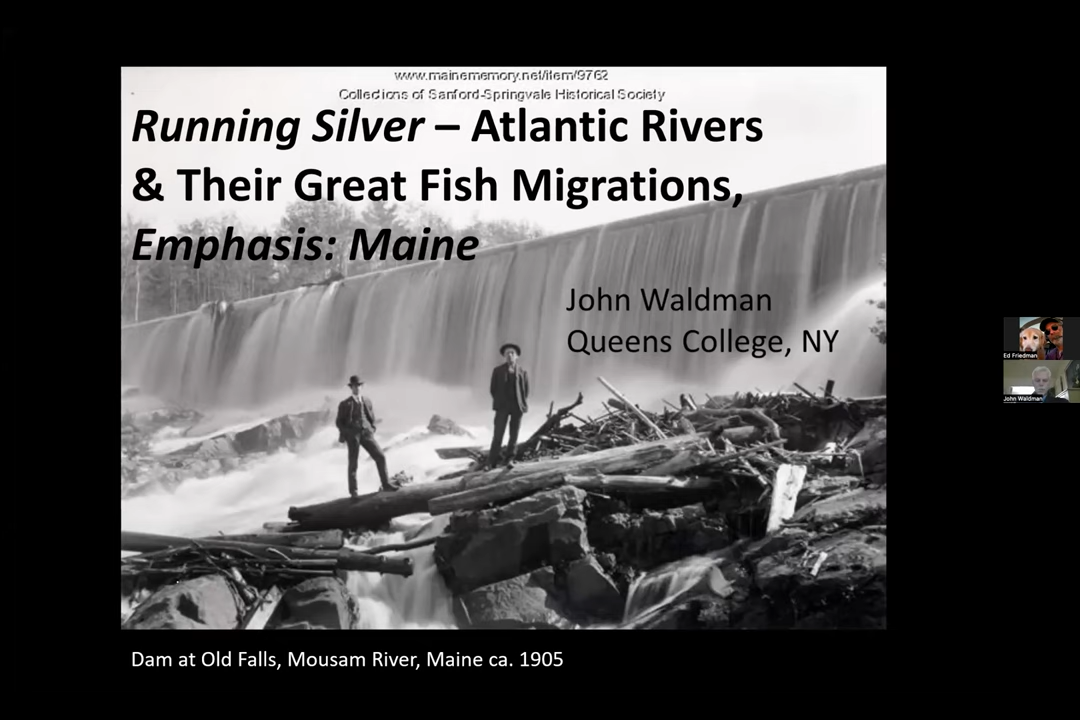 www.mainememory.net/item/9762
Collections of Sanford-Springvale Historical Society
Running Silver – Atlantic Rivers
& Their Great Fish Migrations,
Emphasis: Maine
John Waldman
Queens College, NY
Dam at Old Falls, Mousam River, Maine ca. 1905
Ed Friedman
John Waldman